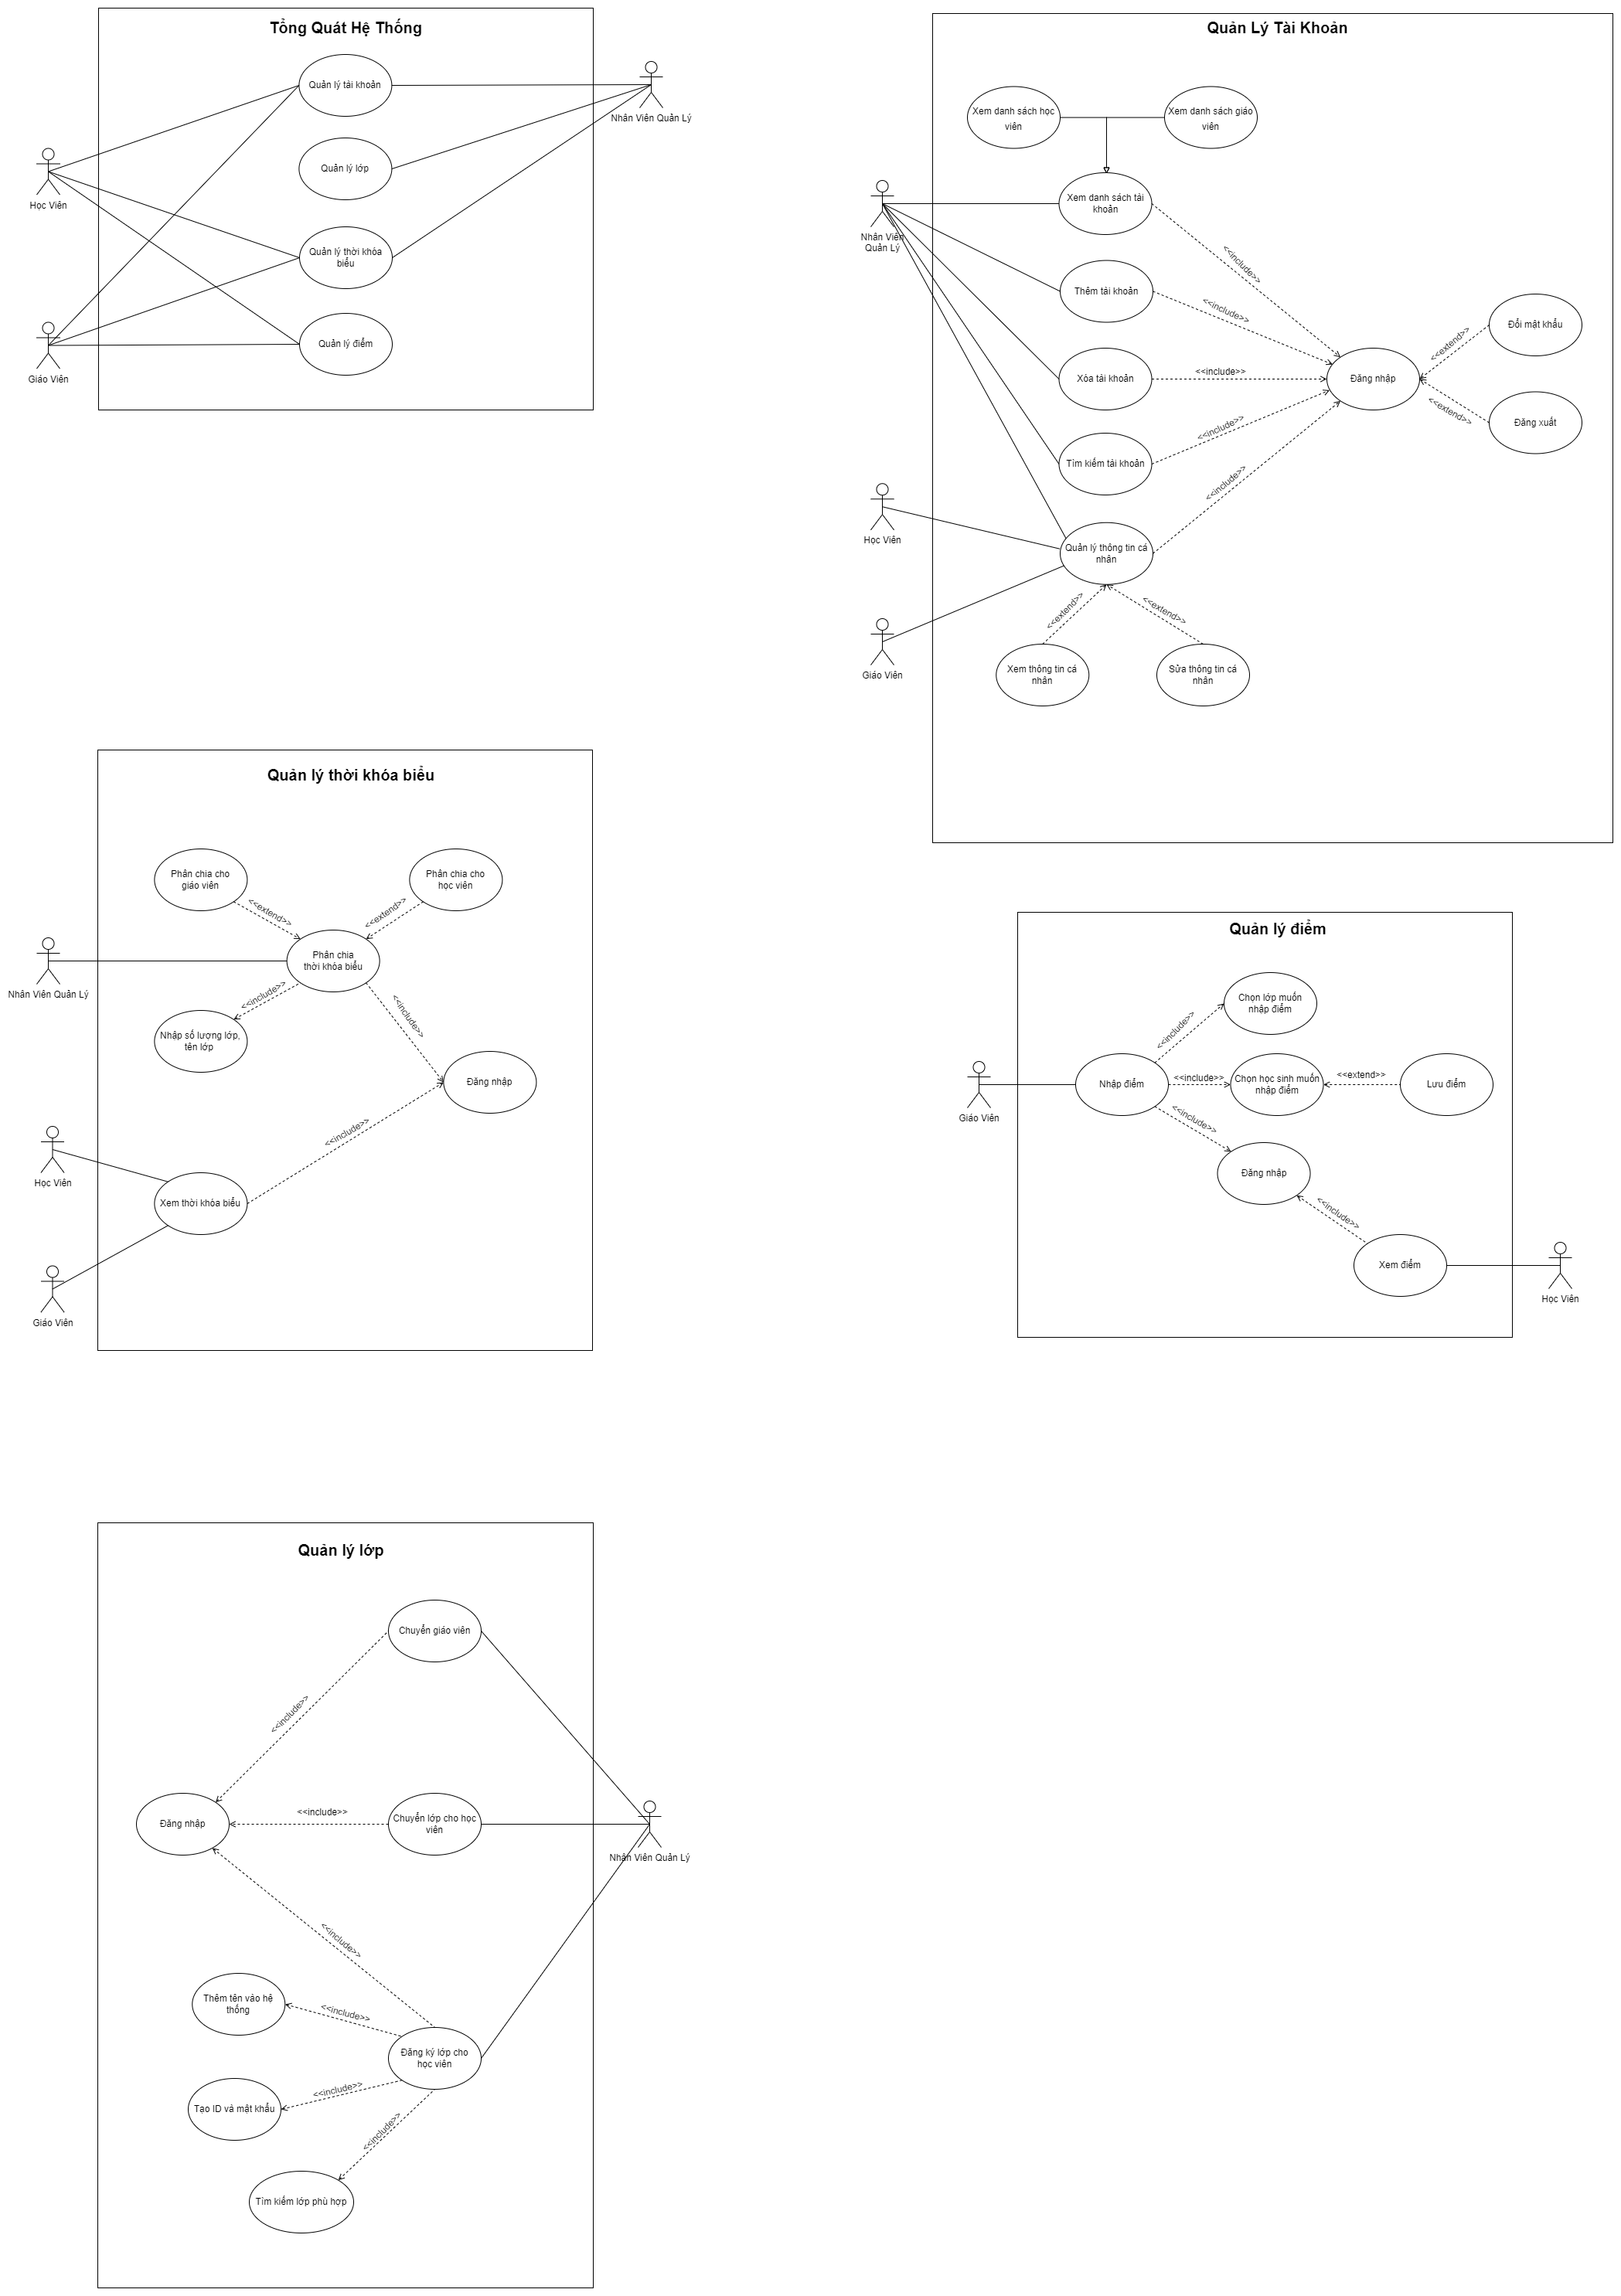 Tổng Quát Hệ Thống
Quản lý tài khoản
Nhân Viên Quản Lý
Quản lý lớp
Học Viên
Quản lý thời khóa
biểu
Quản lý điểm
Giáo Viên
Quản Lý Tài Khoản
Xem danh sách học
viên
Xem danh sách giáo
viên
Xem danh sách tài
khoản
Nhân Viên
Quản Lý
<<include>>
Thêm tài khoản
<<include>>
Đổi mật khẩu
<<extend>>
Xóa tài khoản
<<include>>
Đăng nhập
<<extend>>
Đăng xuất
Tìm kiếm tài khoản
<<include>>
<<include>>
Học Viên
Quản lý thông tin cá
nhân
<<extend>>
<<extend>>
Giáo Viên
Xem thông tin cá
nhân
Sửa thông tin cá
nhân
Quản lý thời khóa biểu
Phân chia cho
giáo viên
Phân chia cho
học viên
<<extend>>
<<extend>>
Phân chia
thời khóa biểu
Nhân Viên Quản Lý
<<include>>
<<include>>
Nhập số lượng lớp,
tên lớp
Đăng nhập
<<include>>
Học Viên
Xem thời khóa biểu
Giáo Viên
Quản lý điểm
Chọn lớp muốn
nhập điểm
<<include>>
Nhập điểm
<<include>>
Chọn học sinh muốn
nhập điểm
<<extend>>
Lưu điểm
Giáo Viên
<<include>>
Đăng nhập
<<include>>
Xem điểm
Học Viên
Quản lý lớp
Chuyển giáo viên
<<include>>
Đăng nhập
<<include>>
Chuyển lớp cho học
viên
Nhân Viên Quản Lý
<<include>>
Thêm tên vào hệ
thống
<<include>>
Đăng ký lớp cho
học viên
Tạo ID và mật khẩu
<<include>>
<<include>>
Tìm kiếm lớp phù hợp